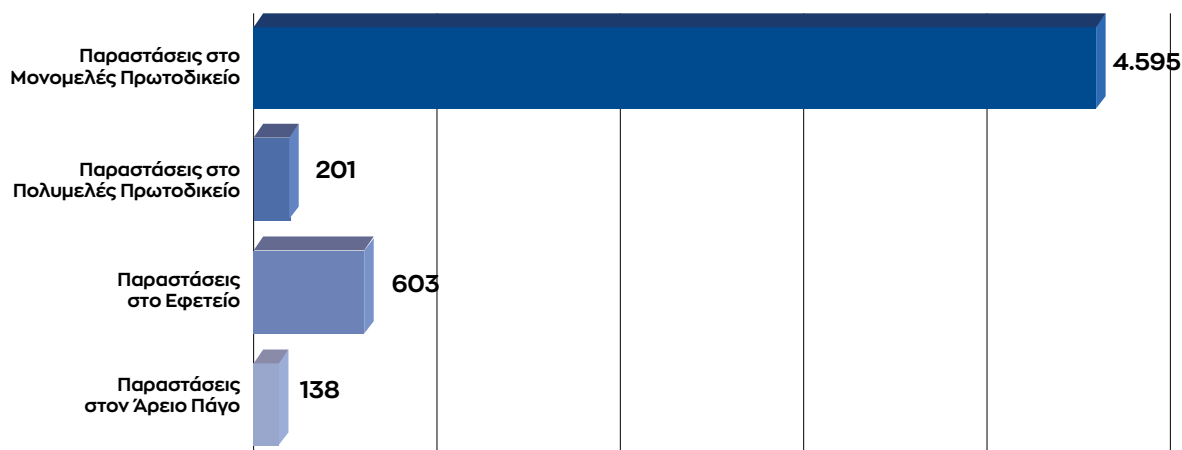 Παραστάσεις στο
Μονομελές Πρωτοδικείο
4.595
Παραστάσεις στο
Πολυμελές Πρωτοδικείο
201
Παραστάσεις
στο Εφετείο
603
Παραστάσεις
στον Άρειο Πάγο
138